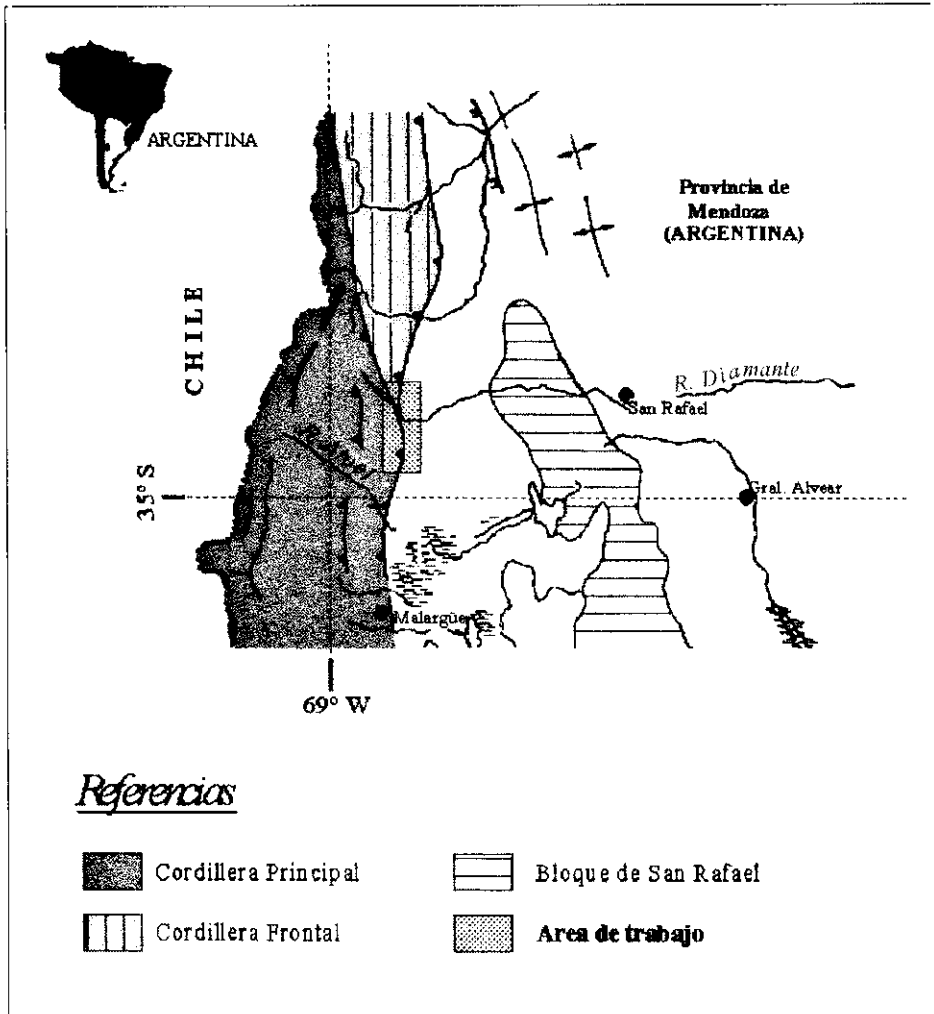 ARGENTINA
Provincia de
Mendoza
(ARGENTINA)
CHILE
R. Diamante
San Rafael
R. Atuel
35° S
Gral. Alvear
Malargüe
69° W
Referencias
Cordillera Principal
Bloque de San Rafael
Cordillera Frontal
Area de trabajo